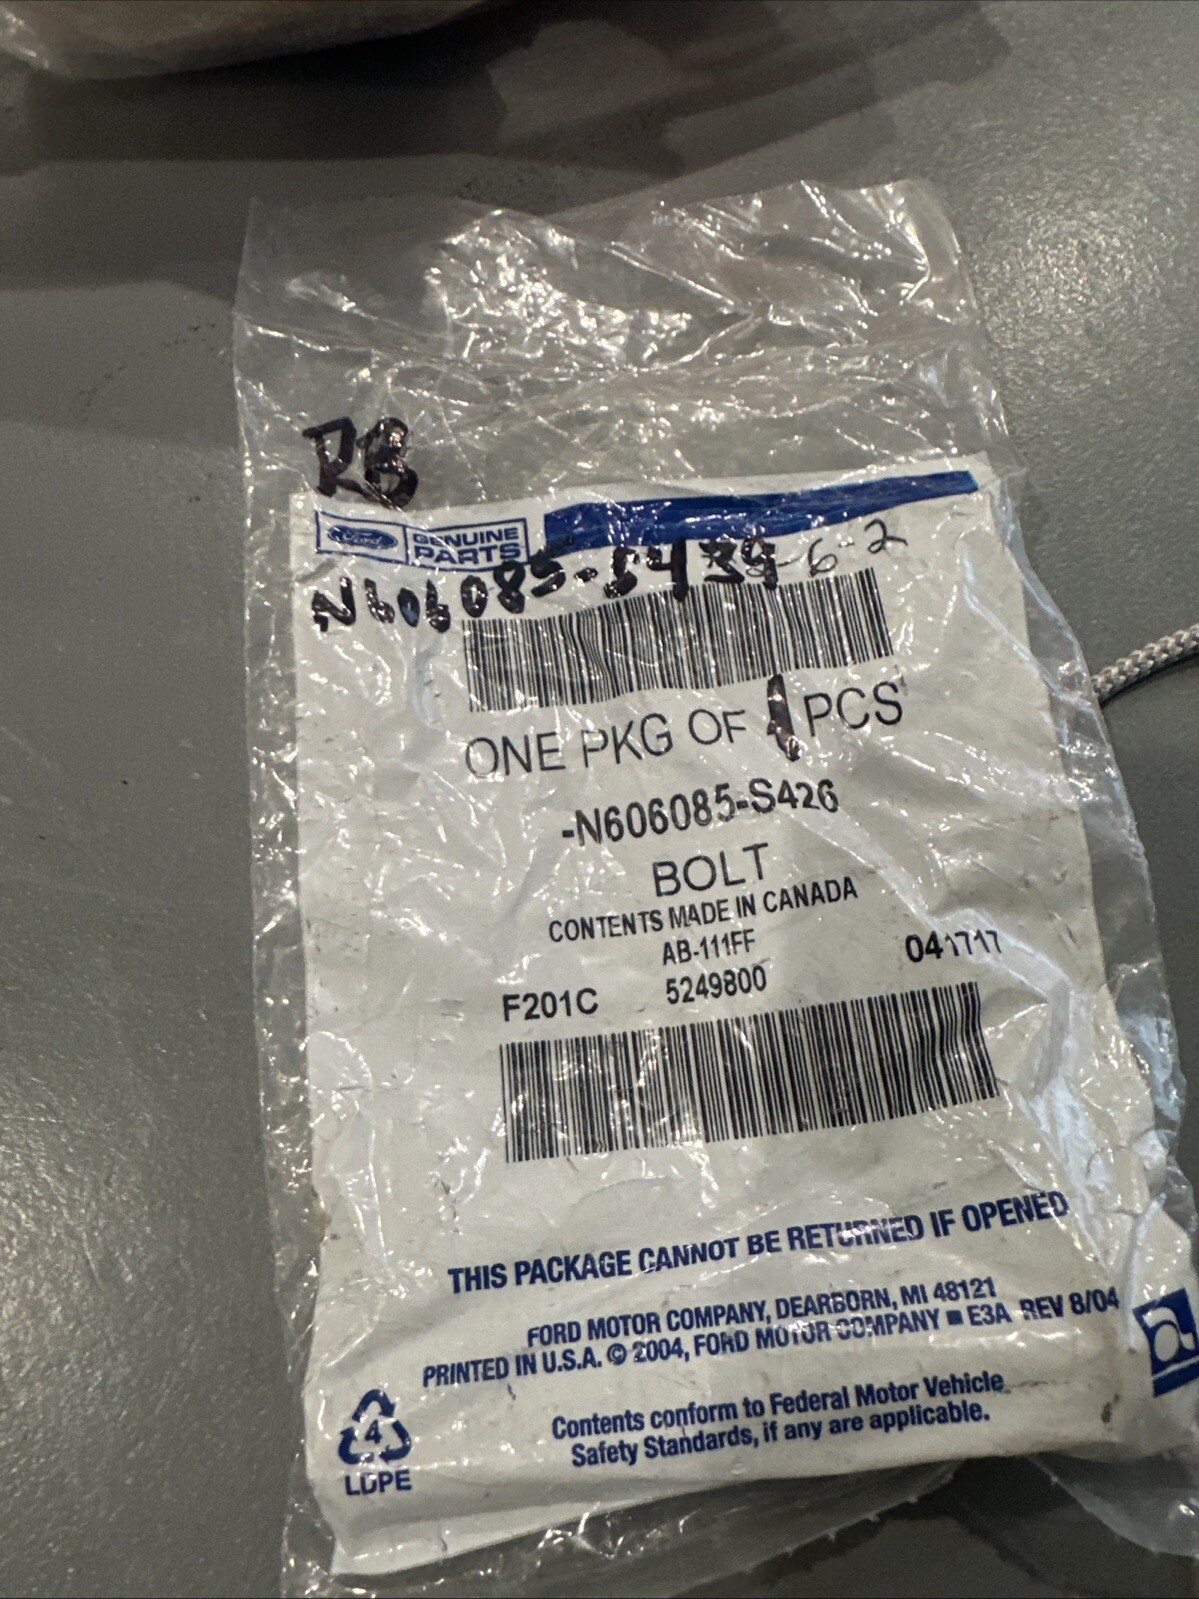 RB
Ford GENUINE PARTS
N606085-S439
6-2
ONE PKG OF 1 PCS
-N606085-S426
BOLT
CONTENTS MADE IN CANADA
AB-111FF
041717
F201C 5249800
THIS PACKAGE CANNOT BE RETURNED IF OPENED
FORD MOTOR COMPANY, DEARBORN, MI 48121
PRINTED IN U.S.A. © 2004, FORD MOTOR COMPANY ■ E3A REV 8/04
Contents conform to Federal Motor Vehicle
Safety Standards, if any are applicable.
4
LDPE